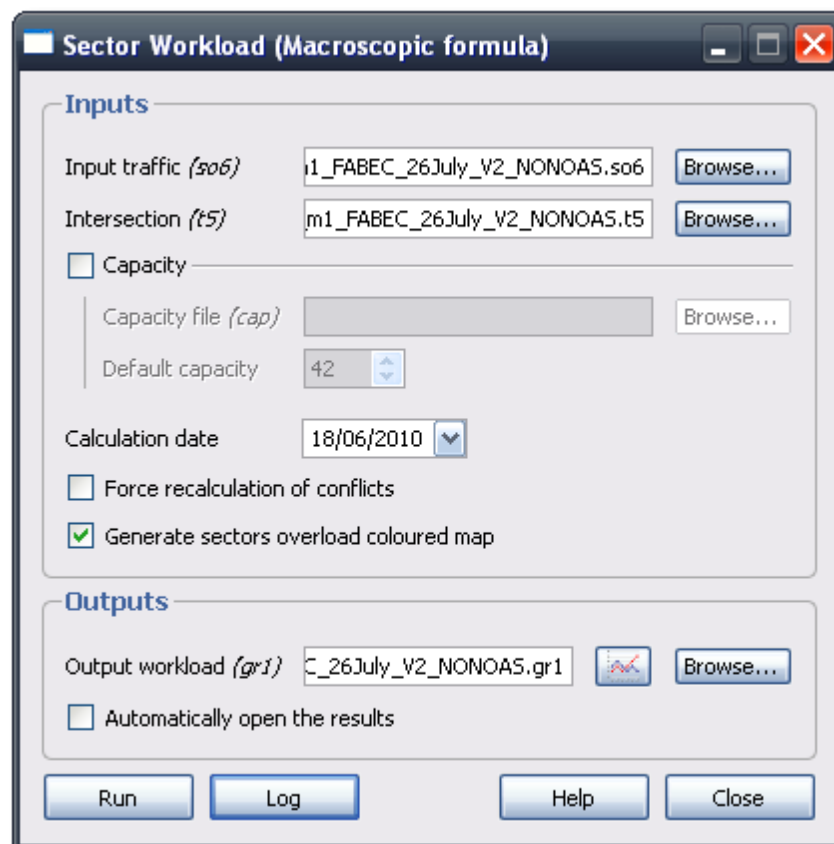 Sector Workload (Macroscopic formula)
Inputs
Input traffic (so6) 1_FABEC_26July_V2_NONOAS.so6 Browse...
Intersection (t5) _m1_FABEC_26July_V2_NONOAS.t5 Browse...
Capacity
Capacity file (cap) Browse...
Default capacity 42
Calculation date 18/06/2010
Force recalculation of conflicts
Generate sectors overload coloured map
Outputs
Output workload (gr1) C_26July_V2_NONOAS.gr1 Browse...
Automatically open the results
Run Log Help Close